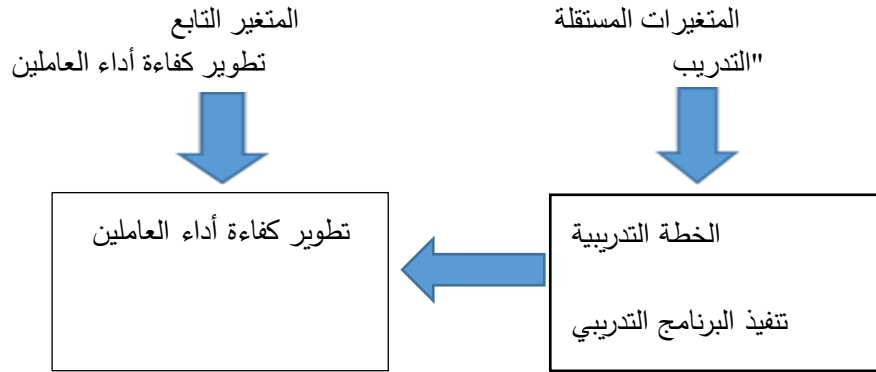 المتغيرات المستقلة
"التدريب
المتغير التابع
تطوير كفاءة أداء العاملين
الخطة التدريبية
تنفيذ البرنامج التدريبي
تطوير كفاءة أداء العاملين